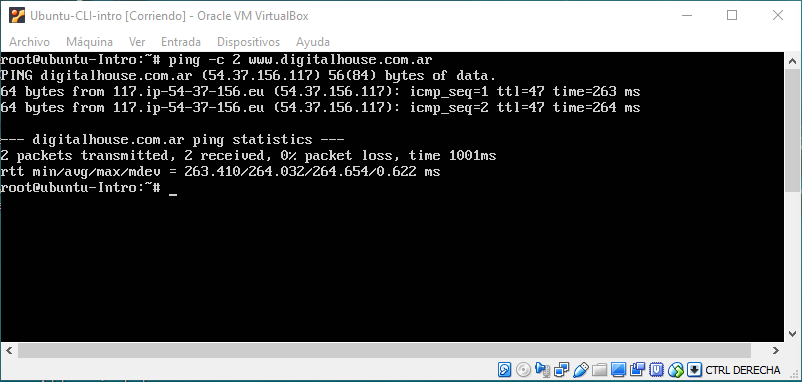 Ubuntu-CLI-intro [Corriendo] - Oracle VM VirtualBox
Archivo Máquina Ver Entrada Dispositivos Ayuda
root@ubuntu-Intro:~# ping -c 2 www.digitalhouse.com.ar
PING digitalhouse.com.ar (54.37.156.117) 56(84) bytes of data.
64 bytes from 117.ip-54-37-156.eu (54.37.156.117): icmp_seq=1 ttl=47 time=263 ms
64 bytes from 117.ip-54-37-156.eu (54.37.156.117): icmp_seq=2 ttl=47 time=264 ms
--- digitalhouse.com.ar ping statistics ---
2 packets transmitted, 2 received, 0% packet loss, time 1001ms
rtt min/avg/max/mdev = 263.410/264.032/264.654/0.622 ms
root@ubuntu-Intro:~# _
CTRL DERECHA